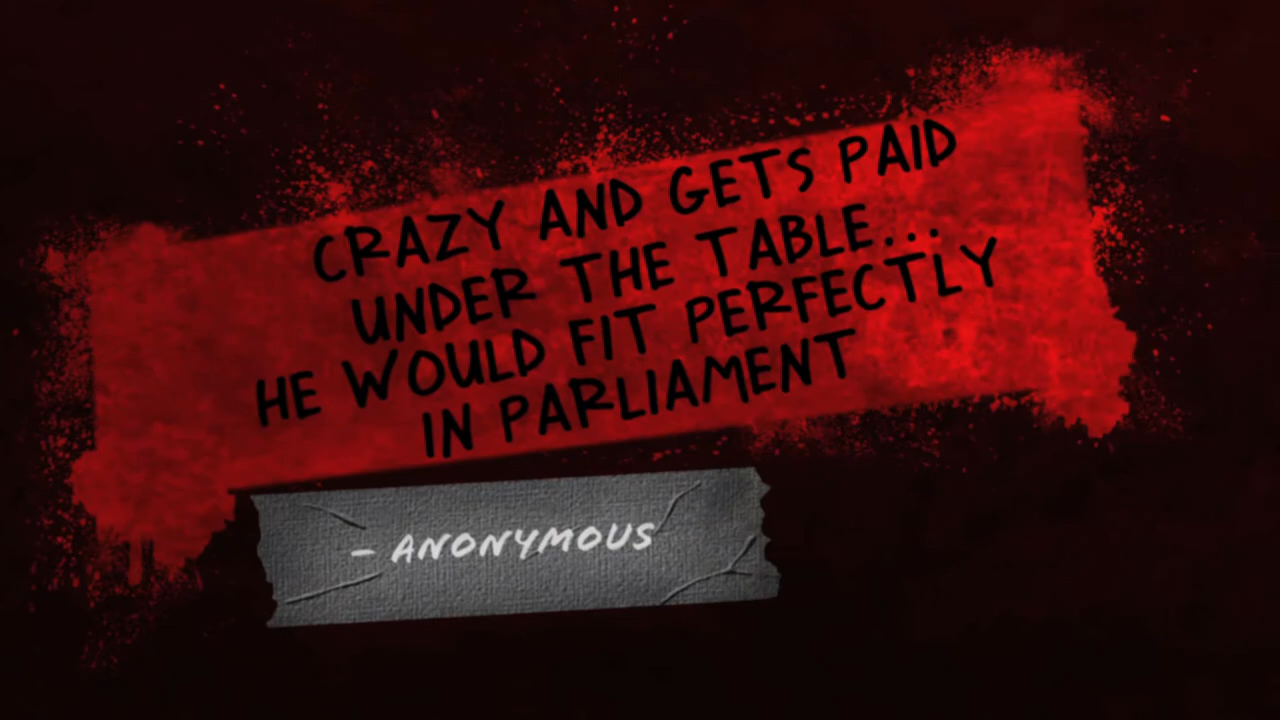 CRAZY AND GETS PAID
UNDER THE TABLE...
HE WOULD FIT PERFECTLY
IN PARLIAMENT
- ANONYMOUS